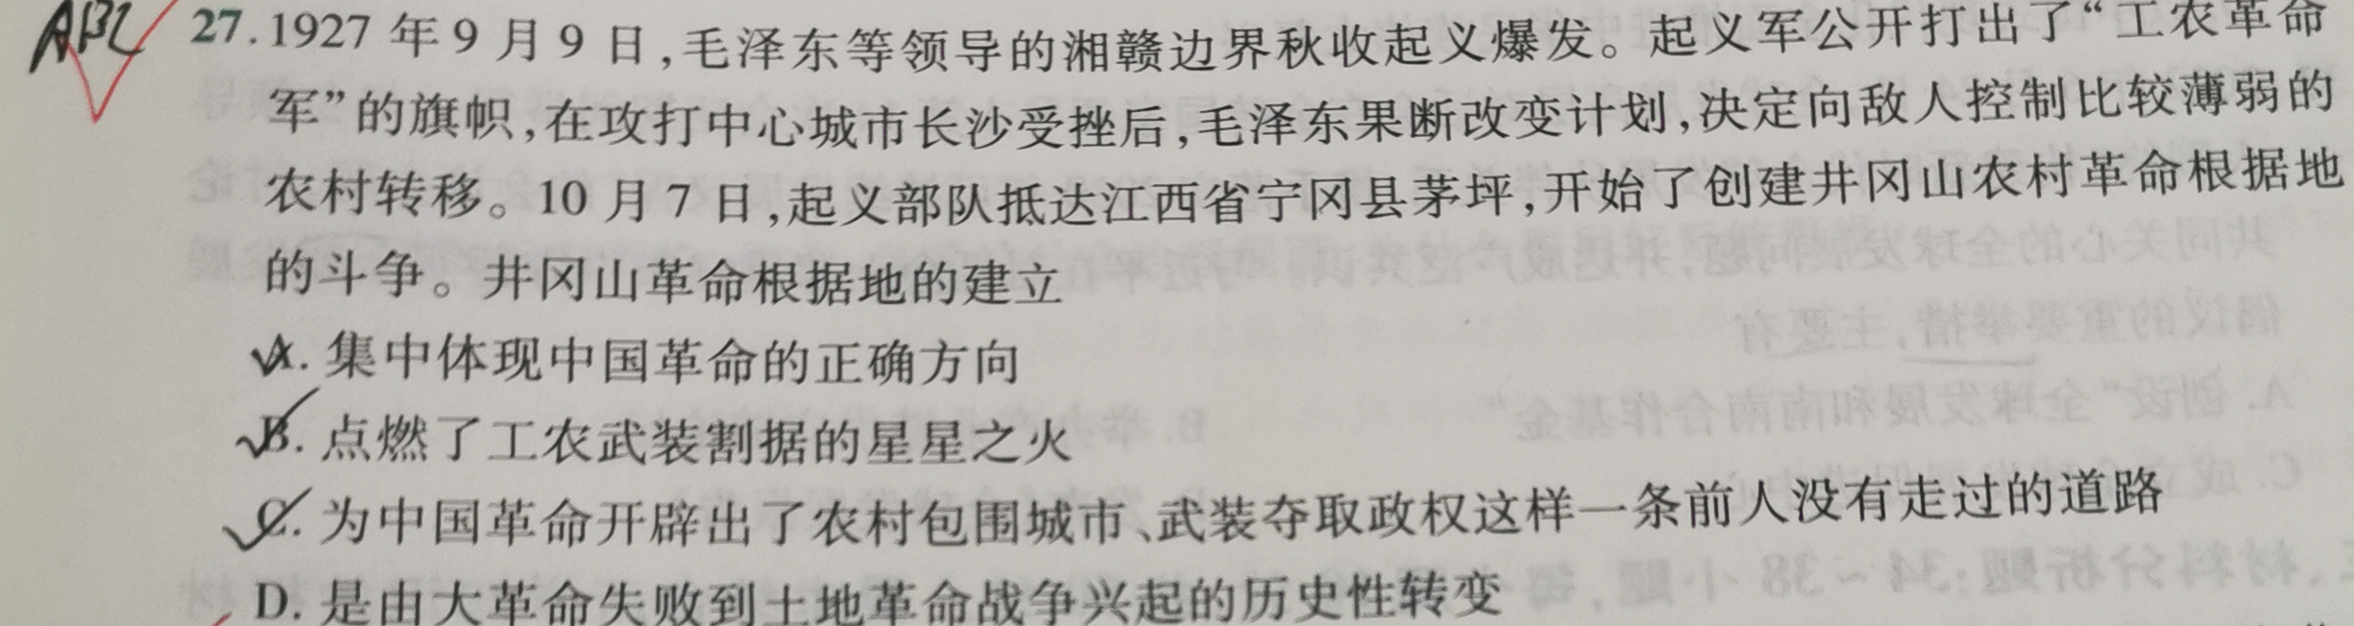 ABC
27.1927年9月9日,毛泽东等领导的湘赣边界秋收起义爆发。起义军公开打出了“工农革命
军”的旗帜,在攻打中心城市长沙受挫后,毛泽东果断改变计划,决定向敌人控制比较薄弱的
农村转移。10月7日,起义部队抵达江西省宁冈县茅坪,开始了创建井冈山农村革命根据地
的斗争。井冈山革命根据地的建立
A.集中体现中国革命的正确方向
B.点燃了工农武装割据的星星之火
C.为中国革命开辟出了农村包围城市、武装夺取政权这样一条前人没有走过的道路
D.是由大革命失败到土地革命战争兴起的历史性转变